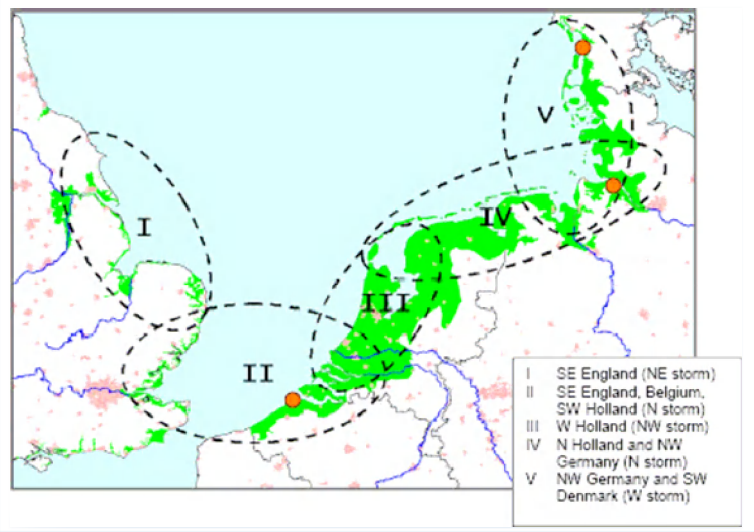 V
I
IV
III
II
I SE England (NE storm)
II SE England, Belgium,
SW Holland (N storm)
III W Holland (NW storm)
IV N Holland and NW
Germany (N storm)
V NW Germany and SW
Denmark (W storm)